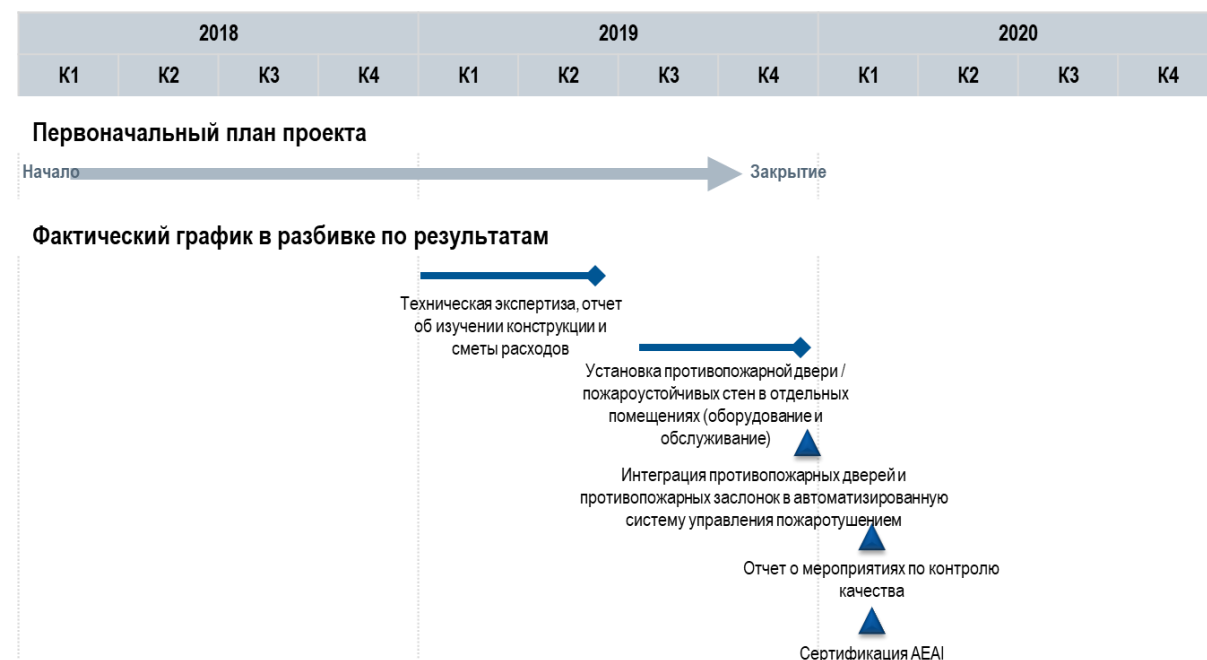 2018 2019 2020
К1 К2 К3 К4 К1 К2 К3 К4 К1 К2 К3 К4
Первоначальный план проекта
Начало Закрытие
Фактический график в разбивке по результатам
Техническая экспертиза, отчет
об изучении конструкции и
сметы расходов
Установка противопожарной двери /
пожароустойчивых стен в отдельных
помещениях (оборудование и
обслуживание)
Интеграция противопожарных дверей и
противопожарных заслонок в автоматизированную
систему управления пожаротушением
Отчет о мероприятиях по контролю
качества
Сертификация AEAI